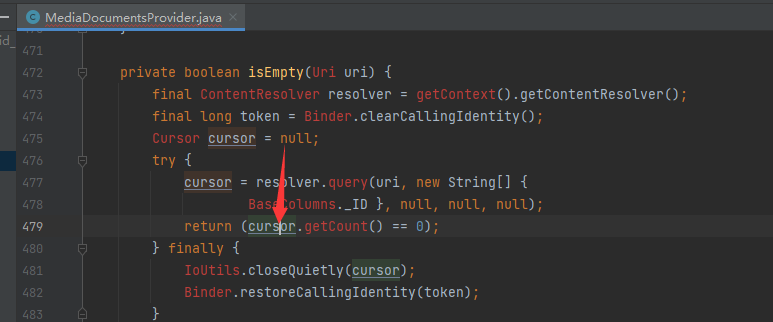 MediaDocumentsProvider.java
id_
471
472 private boolean isEmpty(Uri uri) {
473 final ContentResolver resolver = getContext().getContentResolver();
474 final long token = Binder.clearCallingIdentity();
475 Cursor cursor = null;
476 try {
477 cursor = resolver.query(uri, new String[] {
478 BaseColumns._ID }, null, null, null);
479 return (cursor.getCount() == 0);
480 } finally {
481 IoUtils.closeQuietly(cursor);
482 Binder.restoreCallingIdentity(token);
483 }